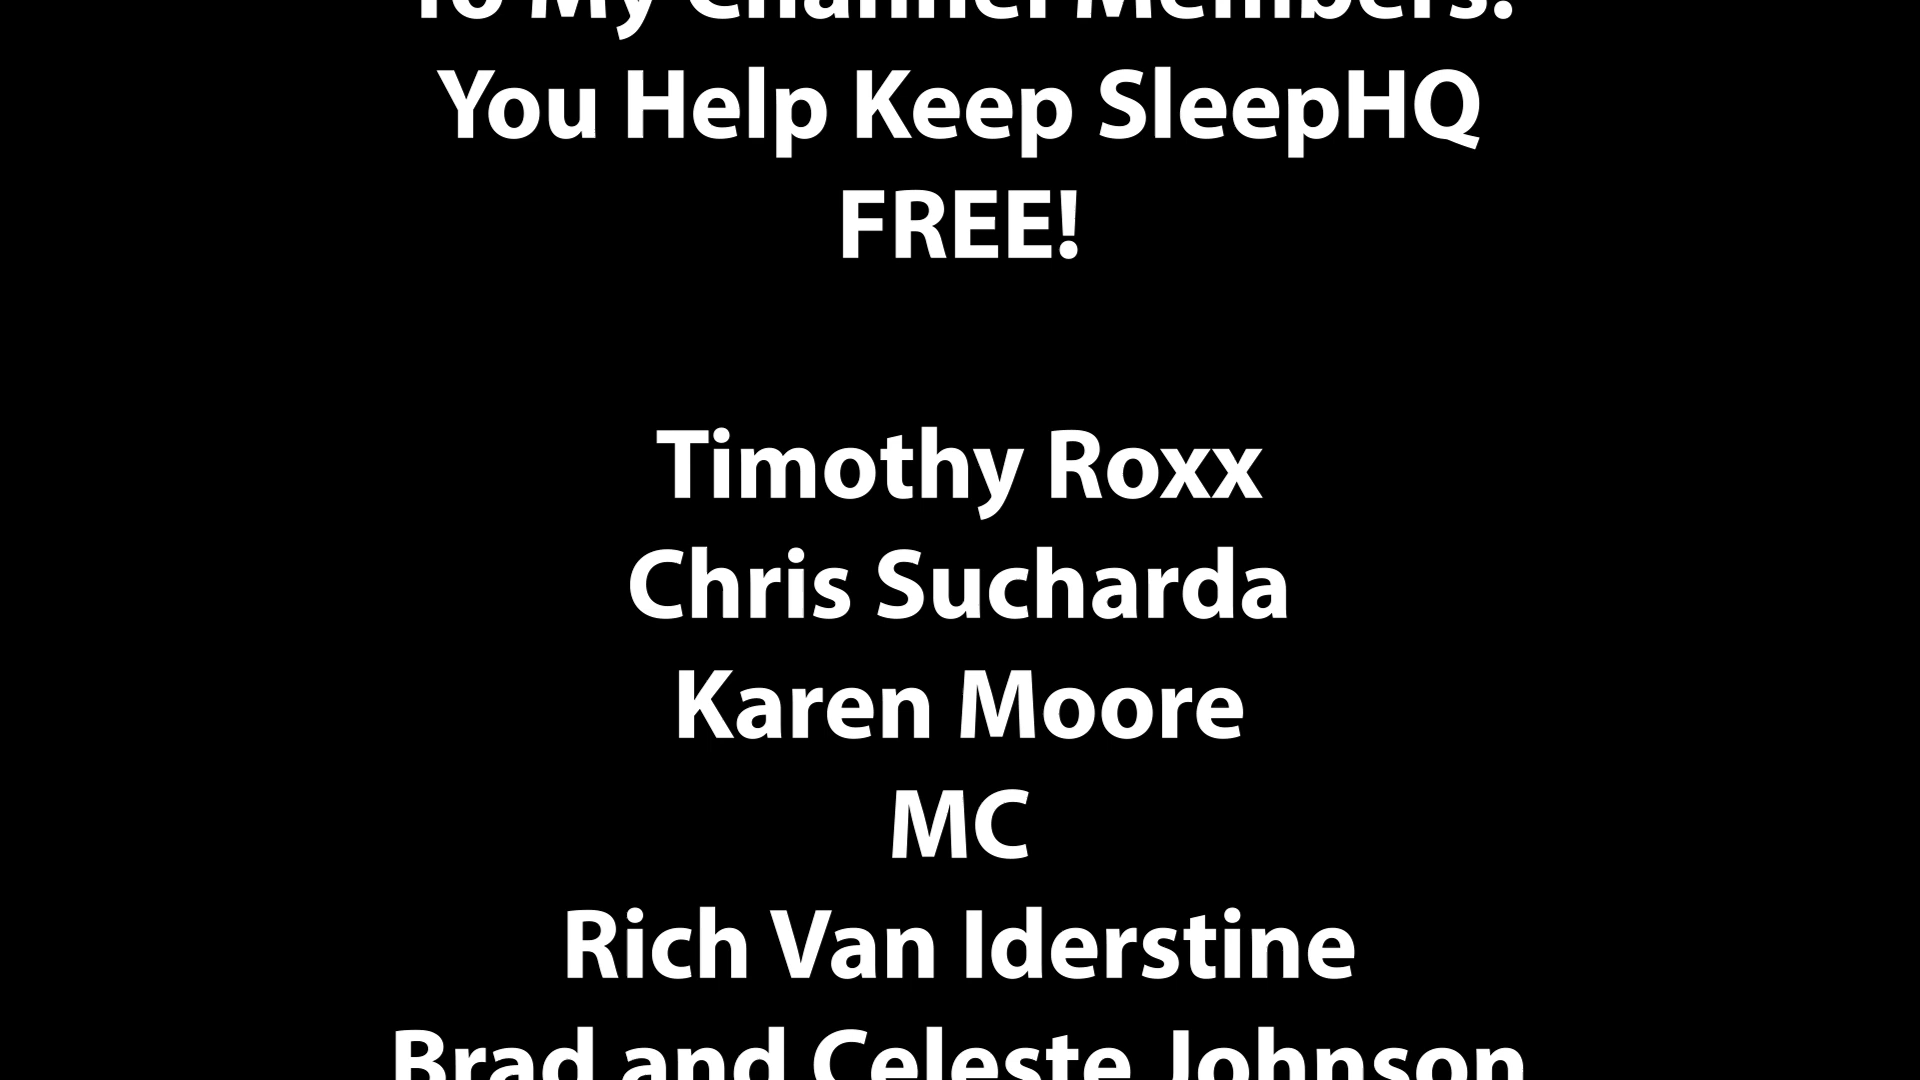 To My Channel Members!
You Help Keep SleepHQ
FREE!
Timothy Roxx
Chris Sucharda
Karen Moore
MC
Rich Van Iderstine
Brad and Celeste Johnson